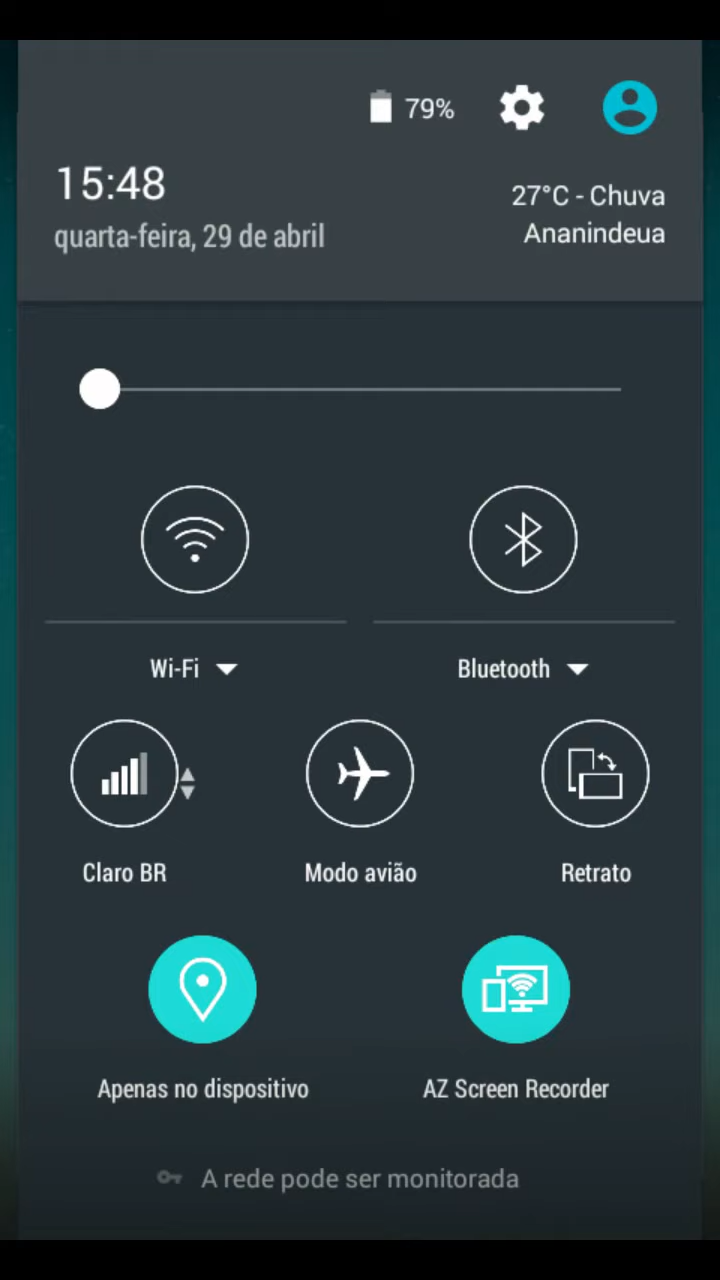 79%
15:48
27°C - Chuva
quarta-feira, 29 de abril
Ananindeua
Wi-Fi
Bluetooth
Claro BR
Modo avião
Retrato
Apenas no dispositivo
AZ Screen Recorder
A rede pode ser monitorada